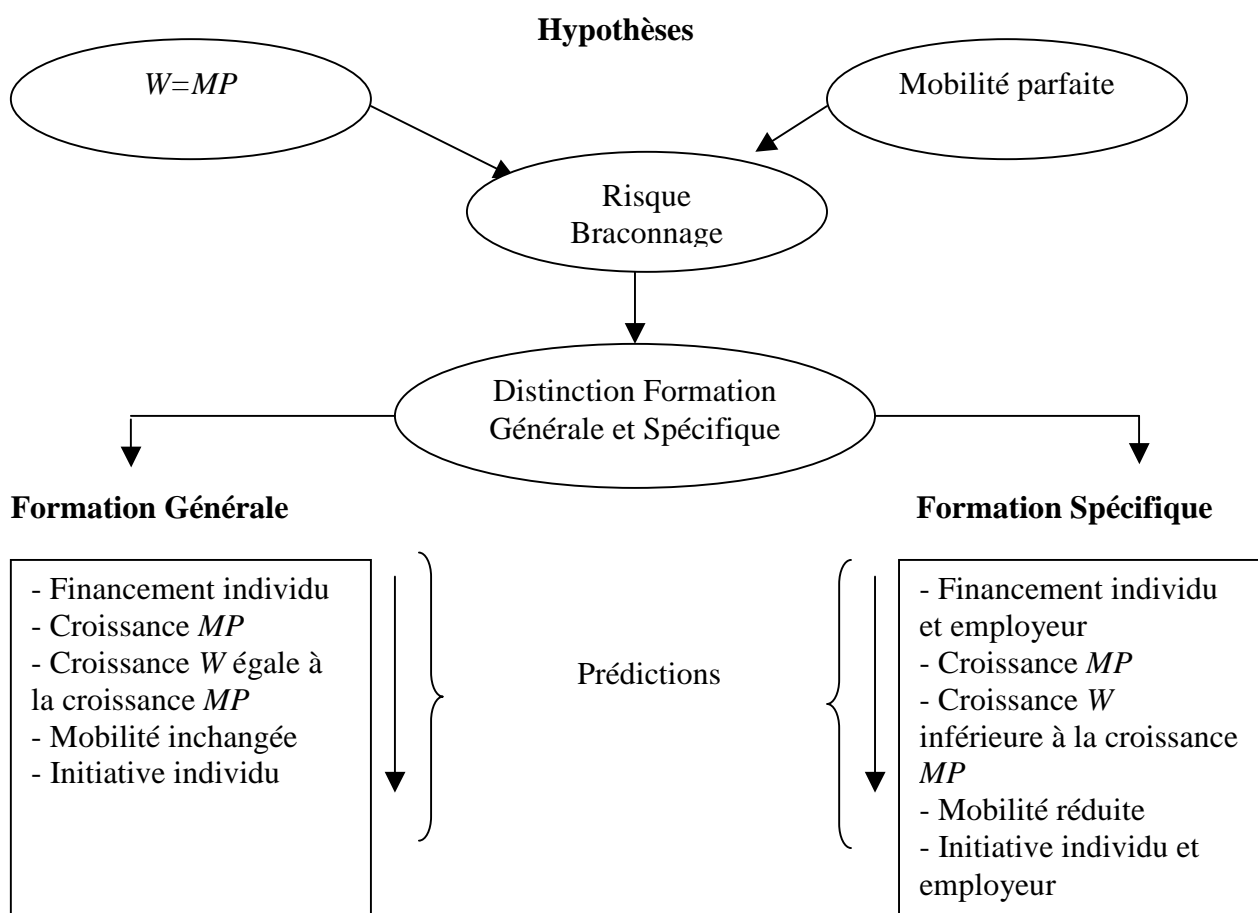 Hypothèses
W=MP
Mobilité parfaite
Risque
Braconnage
Distinction Formation
Générale et Spécifique
Formation Générale
- Financement individu
- Croissance MP
- Croissance W égale à
la croissance MP
- Mobilité inchangée
- Initiative individu
Prédictions
Formation Spécifique
- Financement individu
et employeur
- Croissance MP
- Croissance W
inférieure à la croissance
MP
- Mobilité réduite
- Initiative individu et
employeur